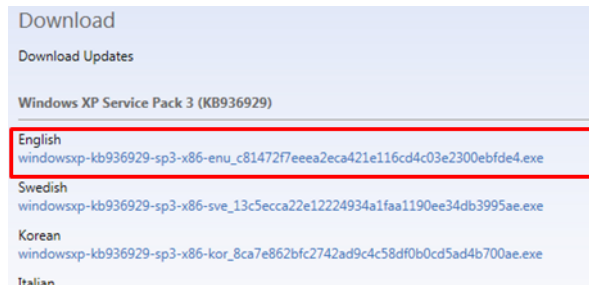 Download
Download Updates
Windows XP Service Pack 3 (KB936929)
English
windowsxp-kb936929-sp3-x86-enu_c81472f7eeea2eca421e116cd4c03e2300ebfde4.exe
Swedish
windowsxp-kb936929-sp3-x86-sve_13c5ecca22e12224934a1faa1190ee34db3995ae.exe
Korean
windowsxp-kb936929-sp3-x86-kor_8ca7e862bfc2742ad9c4c58df0b0cd5ad4b700ae.exe
Italian